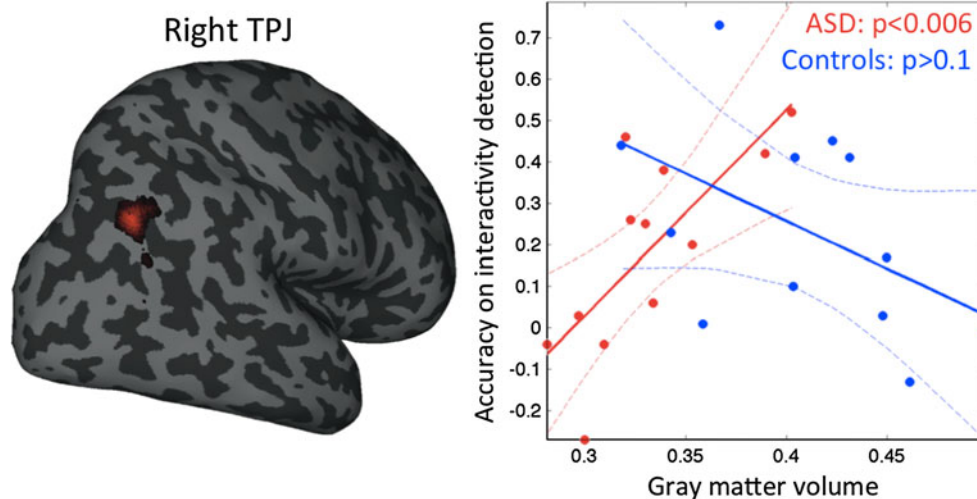 Right TPJ
ASD: p<0.006
Controls: p>0.1
Accuracy on interactivity detection
0.7
0.6
0.5
0.4
0.3
0.2
0.1
0
-0.1
-0.2
0.3
0.35
0.4
0.45
Gray matter volume